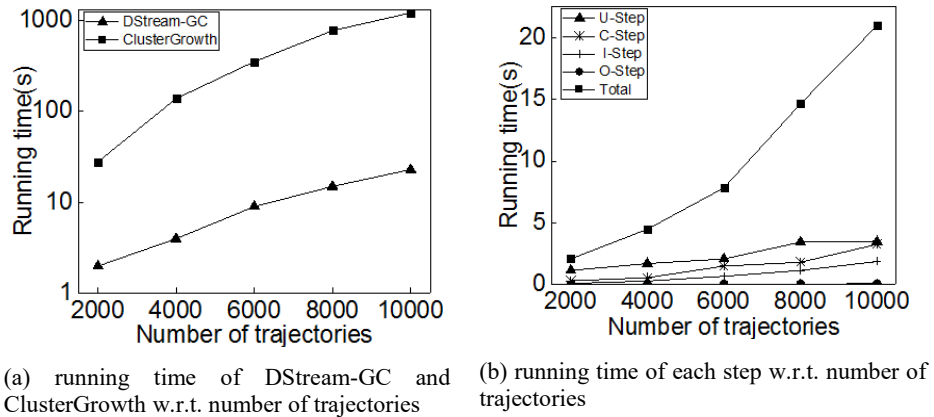 1000
100
10
1
Running time(s)
DStream-GC
ClusterGrowth
2000 4000 6000 8000 10000
Number of trajectories
20
15
10
5
0
Running time(s)
U-Step
C-Step
I-Step
O-Step
Total
2000 4000 6000 8000 10000
Number of trajectories
(a) running time of DStream-GC and
ClusterGrowth w.r.t. number of trajectories
(b) running time of each step w.r.t. number of
trajectories